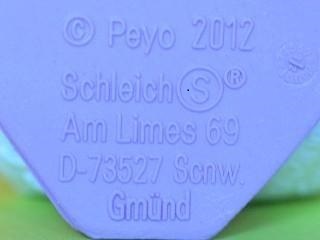 © Peyo 2012
Schleich Ⓢ®
Am Limes 69
D-73527 Scnw.
Gmünd